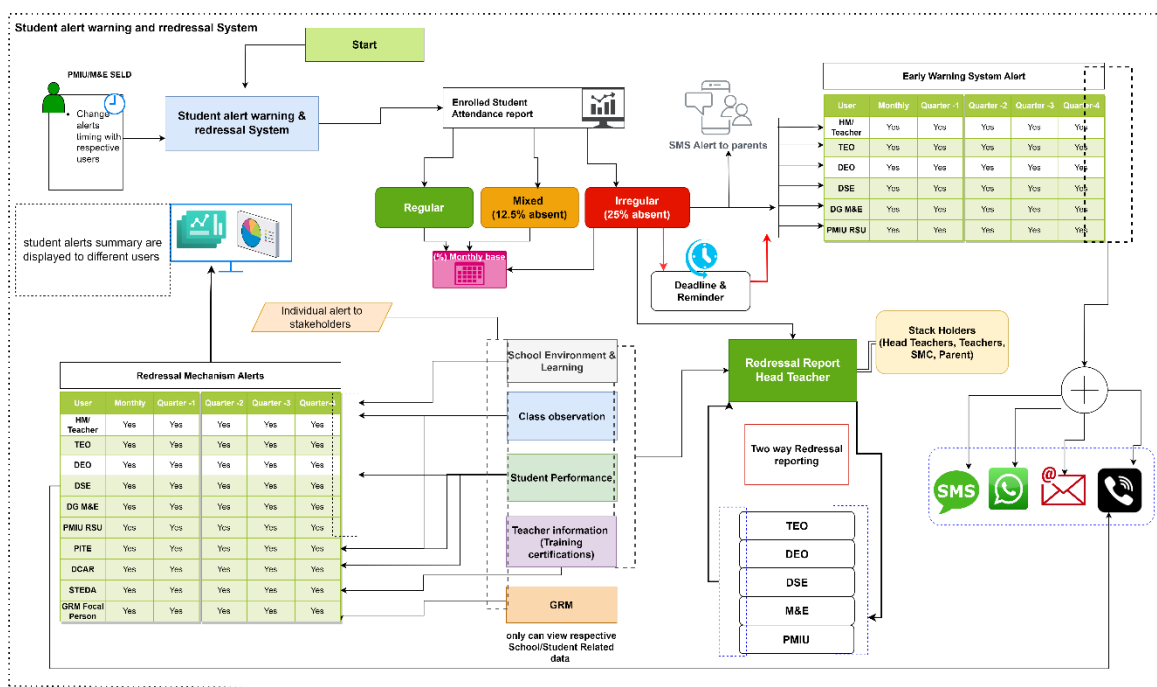 Student alert warning and rredressal System
Start
PMIU/M&E SELD
• Change
alerts
timing with
respective
users
Student alert warning &
redressal System
Enrolled Student
Attendance report
SMS Alert to parents
Early Warning System Alert
User Monthly Quarter -1 Quarter -2 Quarter -3 Quarter-4
HM/
Teacher Yes Yes Yes Yes Yes
TEO Yes Yes Yes Yes Yes
DEO Yes Yes Yes Yes Yes
DSE Yes Yes Yes Yes Yes
DG M&E Yes Yes Yes Yes Yes
PMIU RSU Yes Yes Yes Yes Yes
Regular
Mixed
(12.5% absent)
Irregular
(25% absent)
(%) Monthly base
Deadline &
Reminder
student alerts summary are
displayed to different users
Individual alert to
stakeholders
School Environment &
Learning
Class observation
Student Performance
Teacher information
(Training
certifications)
GRM
only can view respective
School/Student Related
data
Redressal Report
Head Teacher
Stack Holders
(Head Teachers, Teachers,
SMC, Parent)
Two way Redressal
reporting
TEO
DEO
DSE
M&E
PMIU
SMS
@
Redressal Mechanism Alerts
User Monthly Quarter -1 Quarter -2 Quarter -3 Quarter-4
HM/
Teacher Yes Yes Yes Yes Yes
TEO Yes Yes Yes Yes Yes
DEO Yes Yes Yes Yes Yes
DSE Yes Yes Yes Yes Yes
DG M&E Yes Yes Yes Yes Yes
PMIU RSU Yes Yes Yes Yes Yes
PITE Yes Yes Yes Yes Yes
DCAR Yes Yes Yes Yes Yes
STEDA Yes Yes Yes Yes Yes
GRM Focal
Person Yes Yes Yes Yes Yes